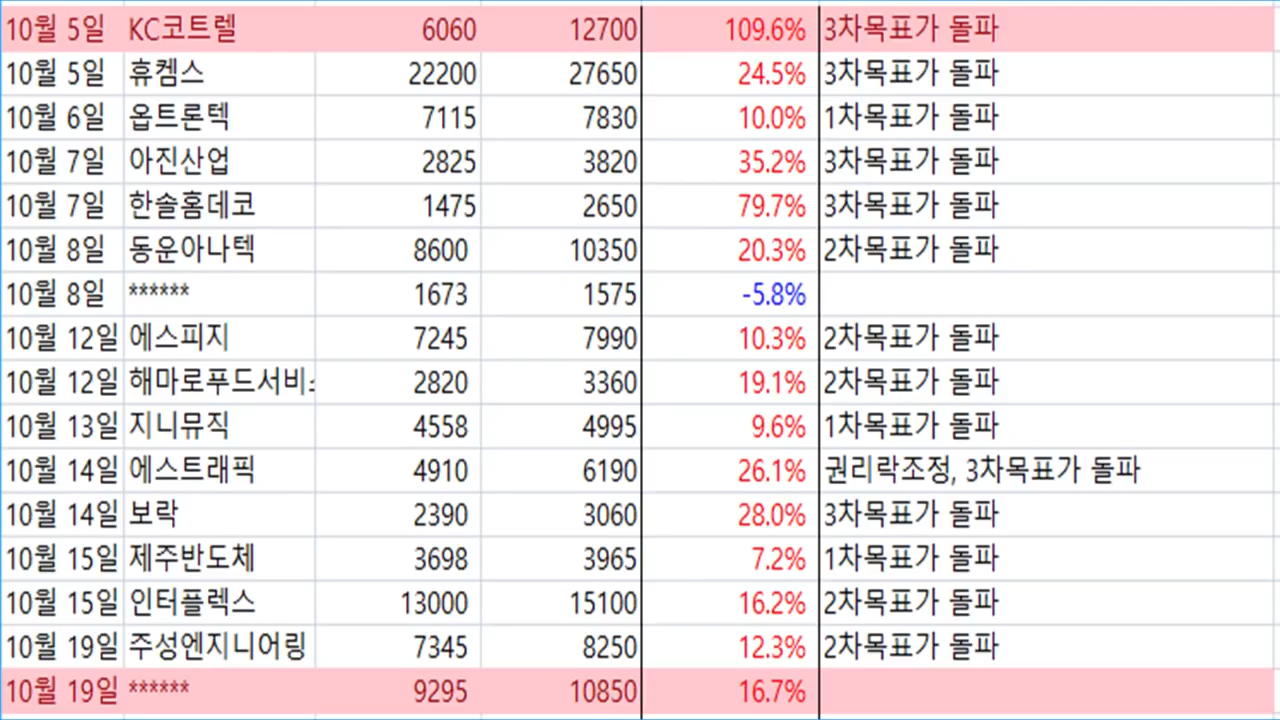 10월 5일 KC코트렐 6060 12700 109.6% 3차목표가 돌파
10월 5일 휴켐스 22200 27650 24.5% 3차목표가 돌파
10월 6일 옵트론텍 7115 7830 10.0% 1차목표가 돌파
10월 7일 아진산업 2825 3820 35.2% 3차목표가 돌파
10월 7일 한솔홈데코 1475 2650 79.7% 3차목표가 돌파
10월 8일 동운아나텍 8600 10350 20.3% 2차목표가 돌파
10월 8일 ****** 1673 1575 -5.8%
10월 12일 에스피지 7245 7990 10.3% 2차목표가 돌파
10월 12일 해마로푸드서비 2820 3360 19.1% 2차목표가 돌파
10월 13일 지니뮤직 4558 4995 9.6% 1차목표가 돌파
10월 14일 에스트래픽 4910 6190 26.1% 권리락조정, 3차목표가 돌파
10월 14일 보락 2390 3060 28.0% 3차목표가 돌파
10월 15일 제주반도체 3698 3965 7.2% 1차목표가 돌파
10월 15일 인터플렉스 13000 15100 16.2% 2차목표가 돌파
10월 19일 주성엔지니어링 7345 8250 12.3% 2차목표가 돌파
10월 19일 ****** 9295 10850 16.7%